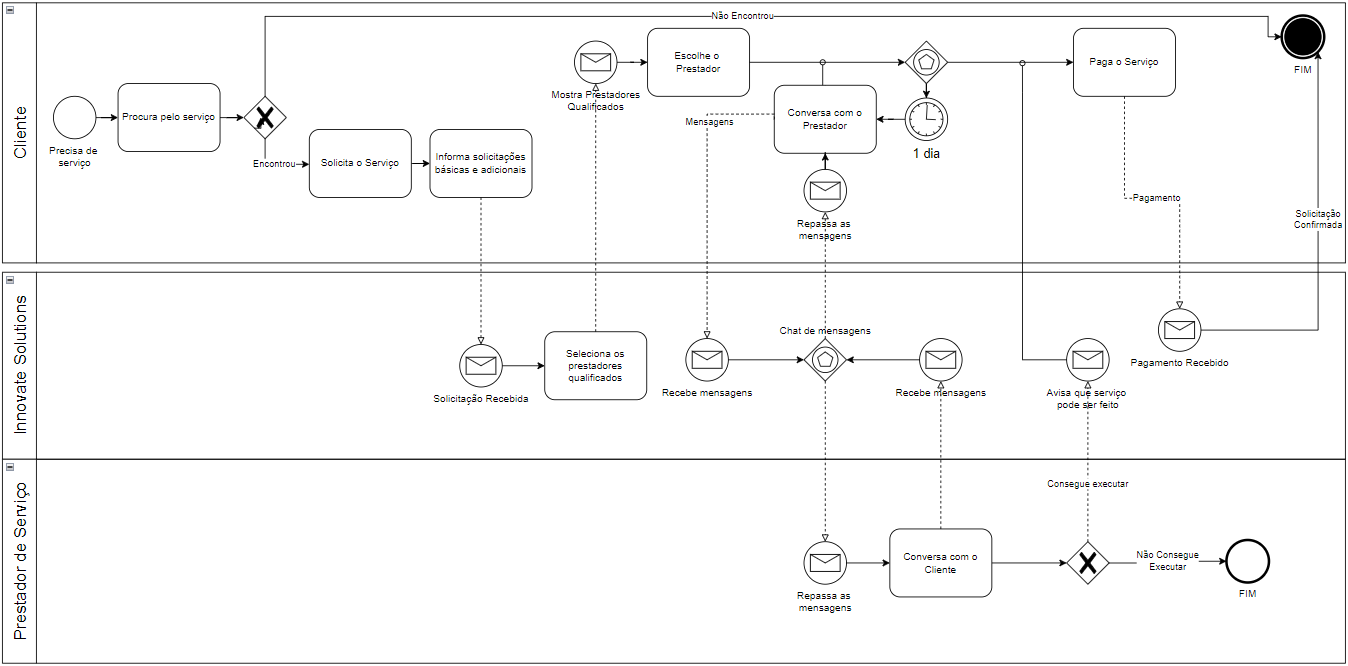 Cliente
Precisa de
serviço
Procura pelo serviço
Não Encontrou
Encontrou
Solicita o Serviço
Informa solicitações
básicas e adicionais
Mostra Prestadores
Qualificados
Escolhe o
Prestador
Mensagens
Conversa com o
Prestador
1 dia
Repassa as
mensagens
Paga o Serviço
Pagamento
FIM
Solicitação
Confirmada
Innovate Solutions
Solicitação Recebida
Seleciona os
prestadores
qualificados
Recebe mensagens
Chat de mensagens
Recebe mensagens
Avisa que serviço
pode ser feito
Pagamento Recebido
Prestador de Serviço
Repassa as
mensagens
Conversa com o
Cliente
Consegue executar
Não Consegue
Executar
FIM